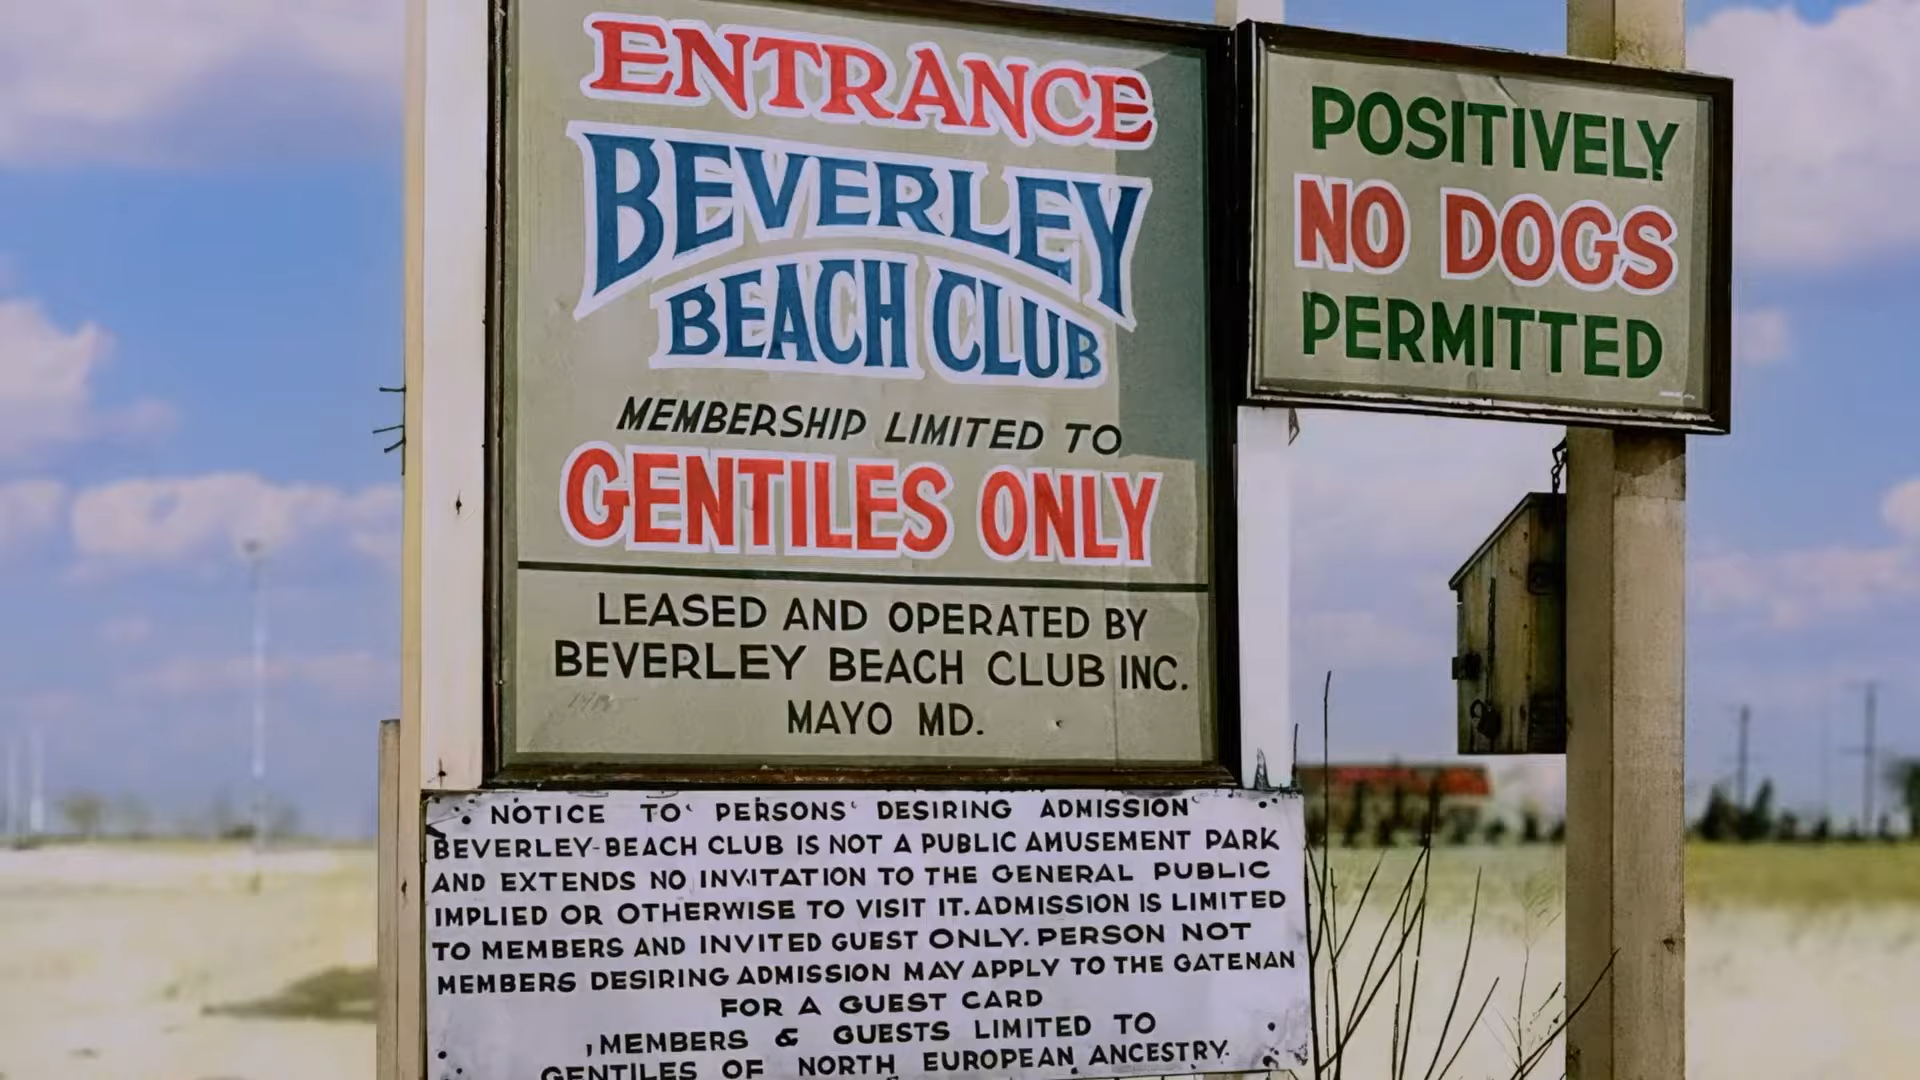 ENTRANCE
BEVERLEY
BEACH CLUB
MEMBERSHIP LIMITED TO
GENTILES ONLY
LEASED AND OPERATED BY
BEVERLEY BEACH CLUB INC.
MAYO MD.
POSITIVELY
NO DOGS
PERMITTED
NOTICE TO PERSONS DESIRING ADMISSION
BEVERLEY-BEACH CLUB IS NOT A PUBLIC AMUSEMENT PARK
AND EXTENDS NO INVITATION TO THE GENERAL PUBLIC
IMPLIED OR OTHERWISE TO VISIT IT. ADMISSION IS LIMITED
TO MEMBERS AND INVITED GUEST ONLY. PERSON NOT
MEMBERS DESIRING ADMISSION MAY APPLY TO THE GATENAN
FOR A GUEST CARD
MEMBERS & GUESTS LIMITED TO
GENTILES OF NORTH EUROPEAN ANCESTRY.